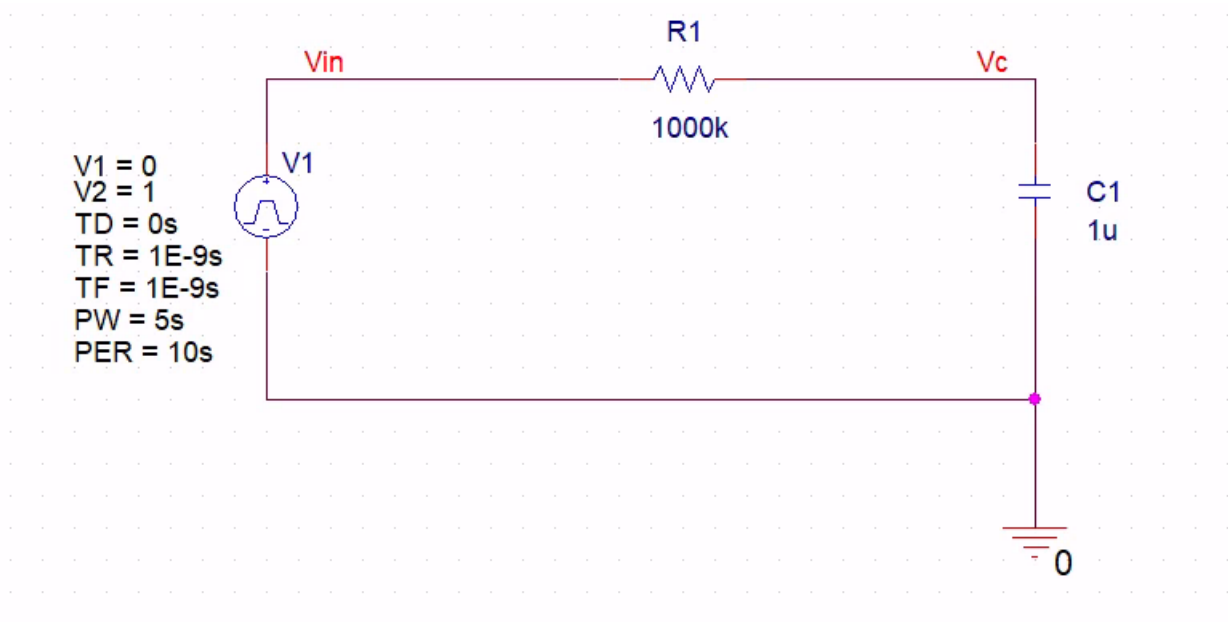 R1
Vin
Vc
1000k
V1
V1 = 0
V2 = 1
TD = 0s
TR = 1E-9s
TF = 1E-9s
PW = 5s
PER = 10s
C1
1u
0